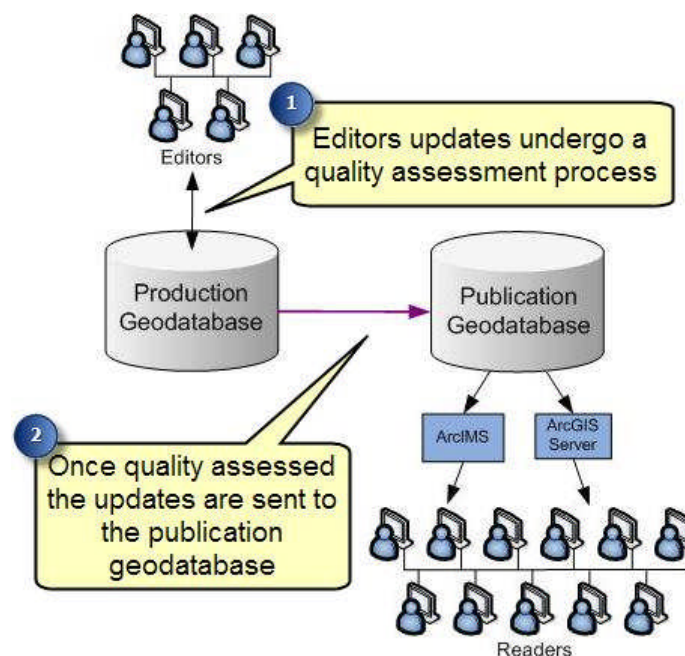 1
Editors updates undergo a
quality assessment process
Editors
Production
Geodatabase
Publication
Geodatabase
2
Once quality assessed
the updates are sent to
the publication
geodatabase
ArcIMS
ArcGIS
Server
Readers